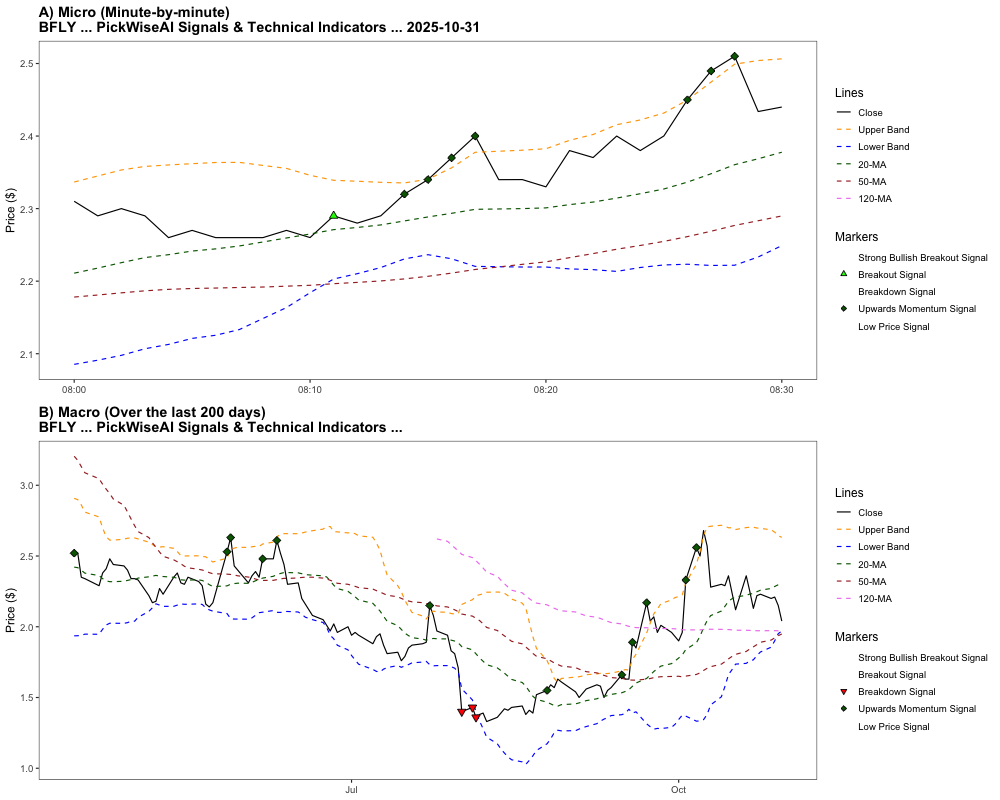 A) Micro (Minute-by-minute)
BFLY ... PickWiseAI Signals & Technical Indicators ... 2025-10-31
Price ($)
2.5
2.4
2.3
2.2
2.1
08:00
08:10
08:20
08:30
Lines
Close
Upper Band
Lower Band
20-MA
50-MA
120-MA
Markers
Strong Bullish Breakout Signal
Breakout Signal
Breakdown Signal
Upwards Momentum Signal
Low Price Signal
B) Macro (Over the last 200 days)
BFLY ... PickWiseAI Signals & Technical Indicators ...
Price ($)
3.0
2.5
2.0
1.5
1.0
Jul
Oct
Lines
Close
Upper Band
Lower Band
20-MA
50-MA
120-MA
Markers
Strong Bullish Breakout Signal
Breakout Signal
Breakdown Signal
Upwards Momentum Signal
Low Price Signal